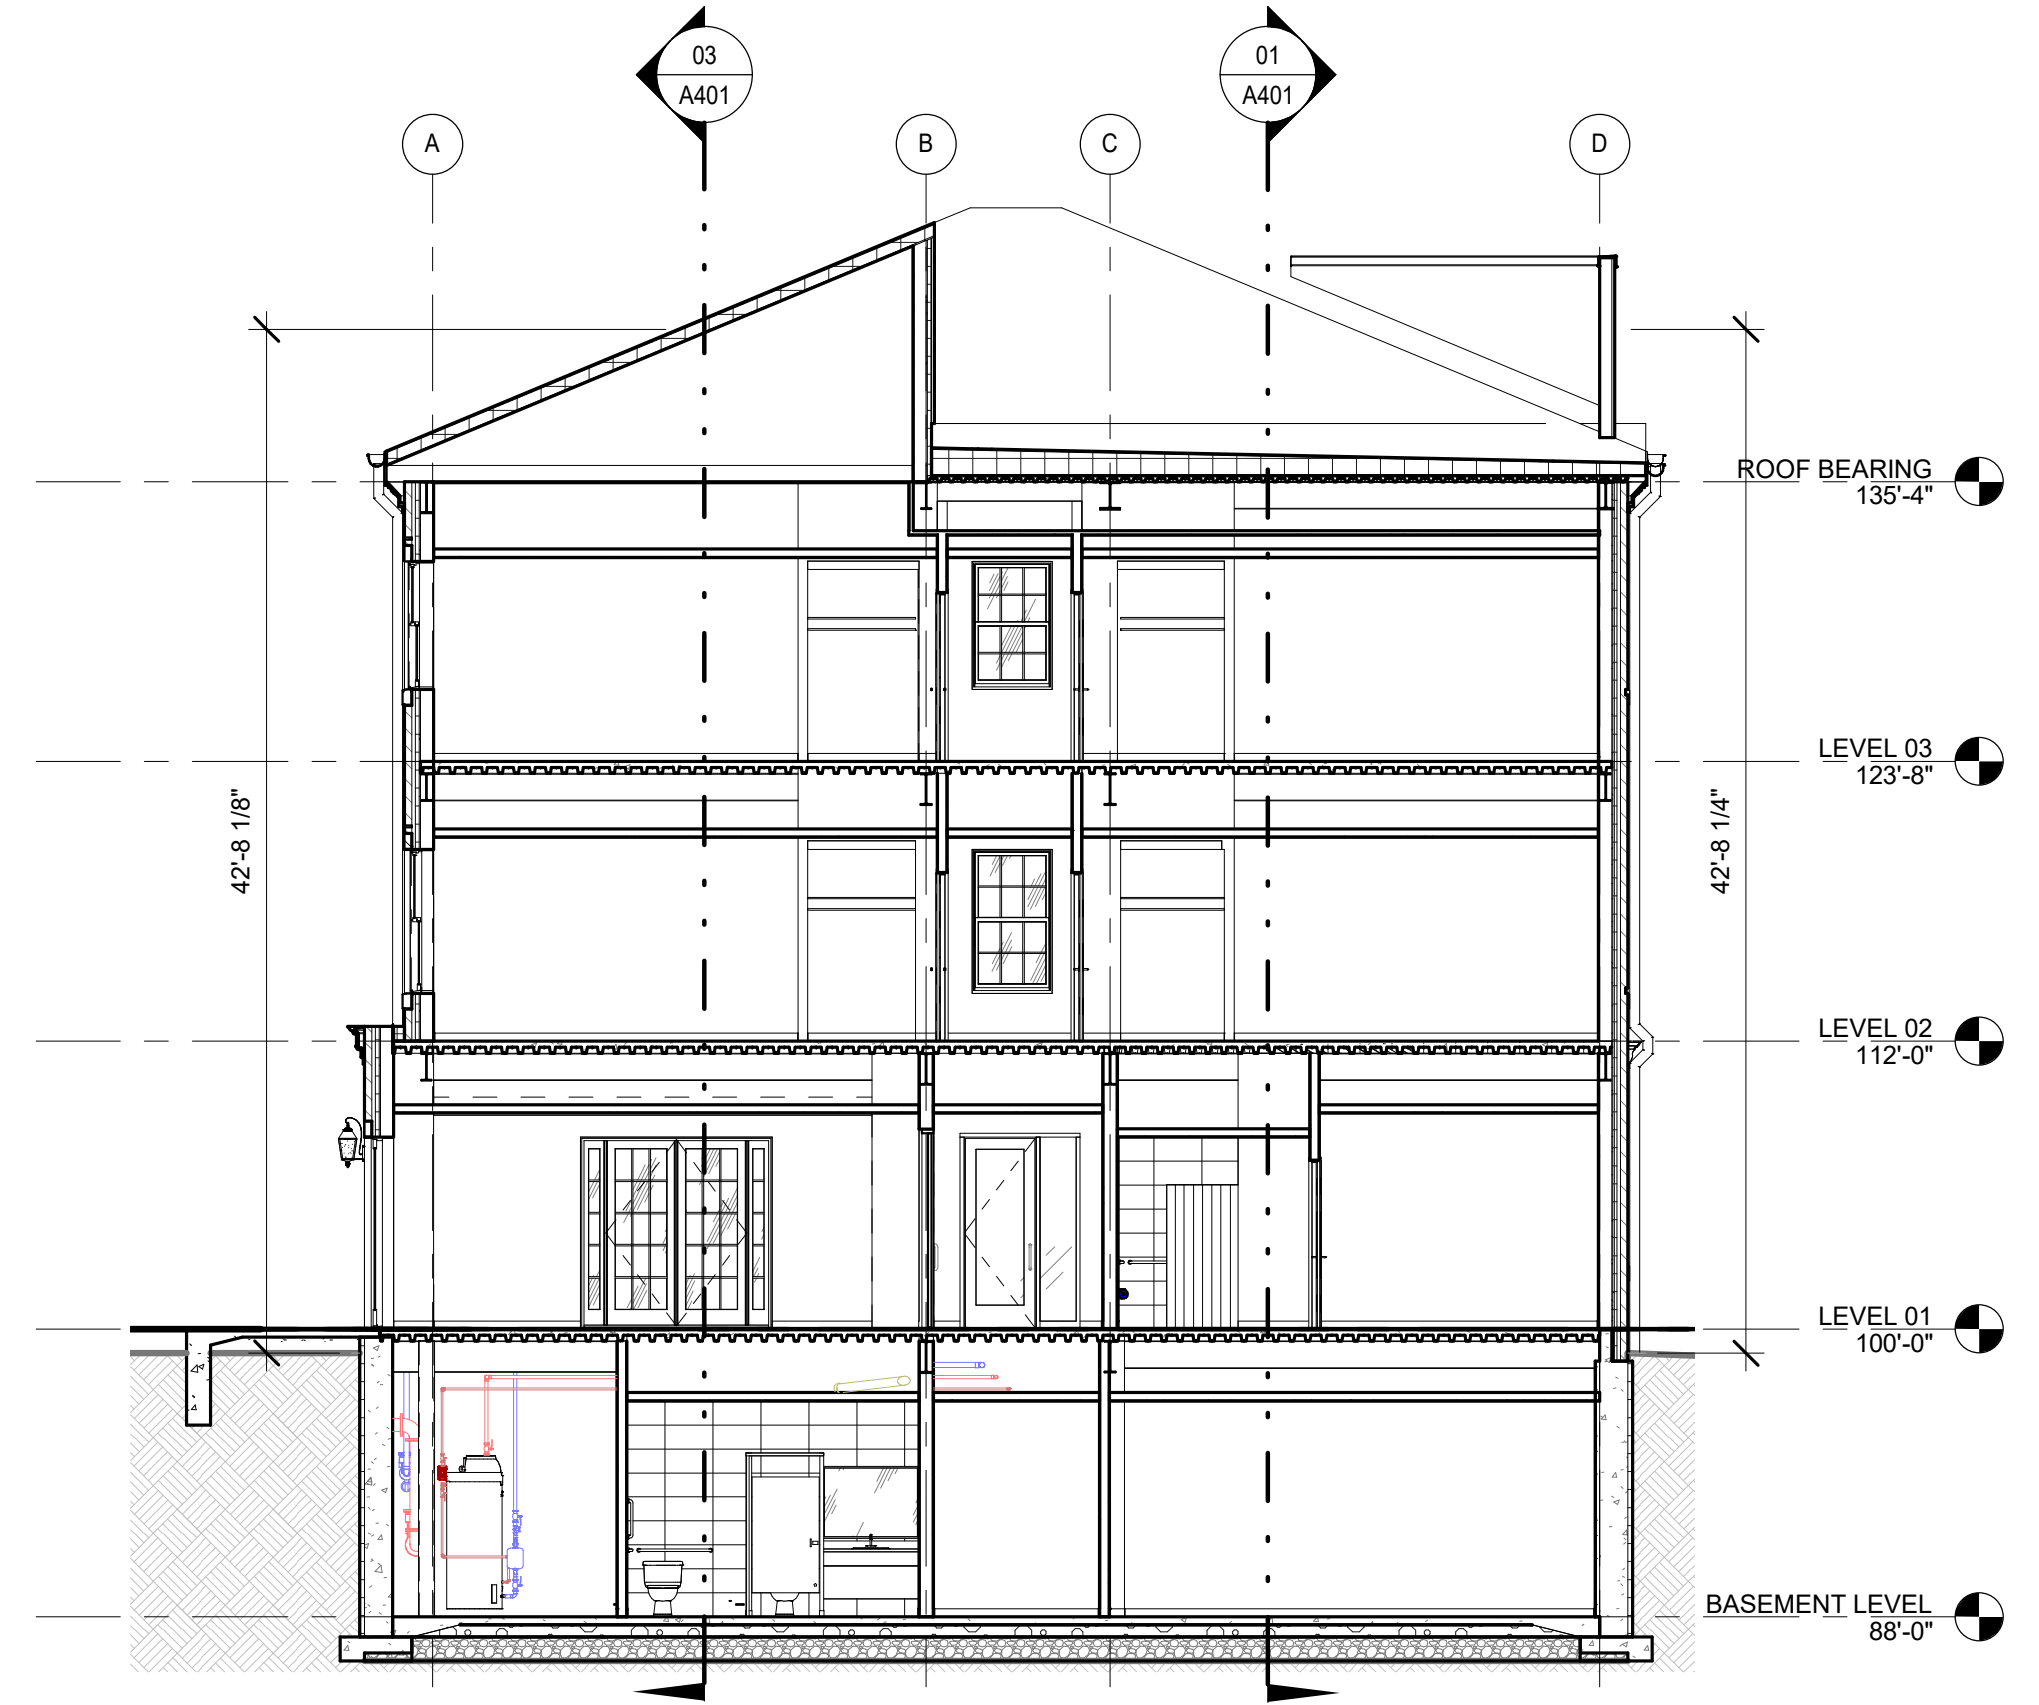 03
A401
01
A401
A
B
C
D
ROOF BEARING
135'-4"
LEVEL 03
123'-8"
42'-8 1/8"
42'-8 1/4"
LEVEL 02
112'-0"
LEVEL 01
100'-0"
BASEMENT LEVEL
88'-0"